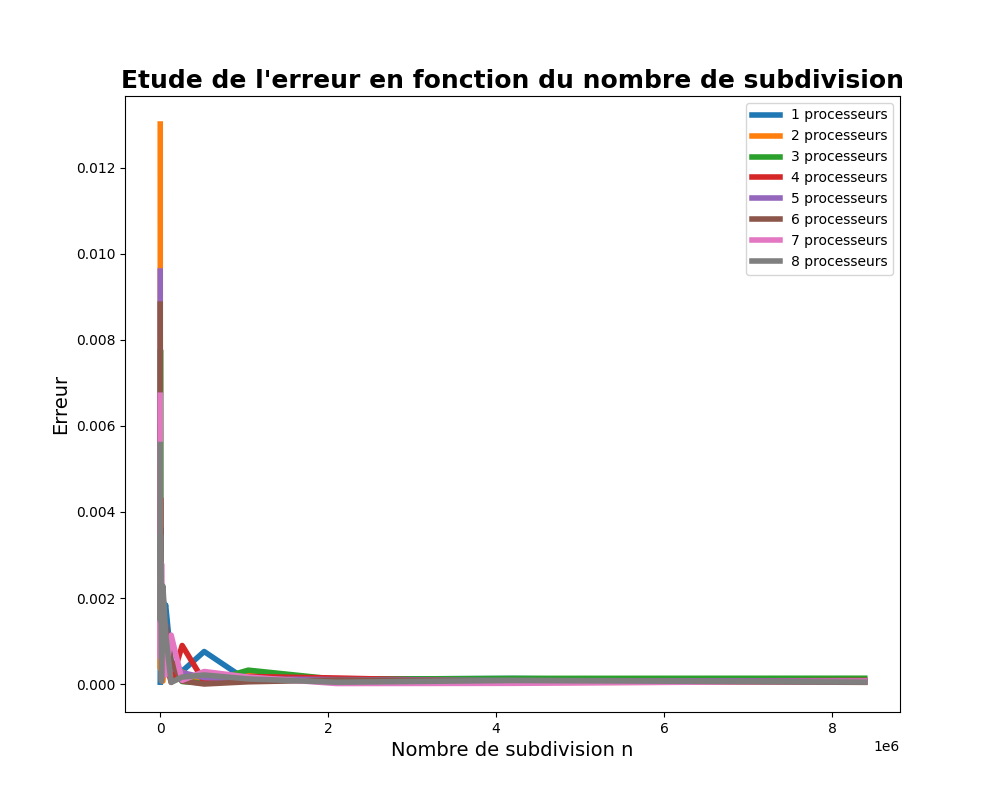 Etude de l'erreur en fonction du nombre de subdivision
1 processeurs
2 processeurs
3 processeurs
4 processeurs
5 processeurs
6 processeurs
7 processeurs
8 processeurs
Erreur
0.012
0.010
0.008
0.006
0.004
0.002
0.000
0 2 4 6 8
1e6
Nombre de subdivision n